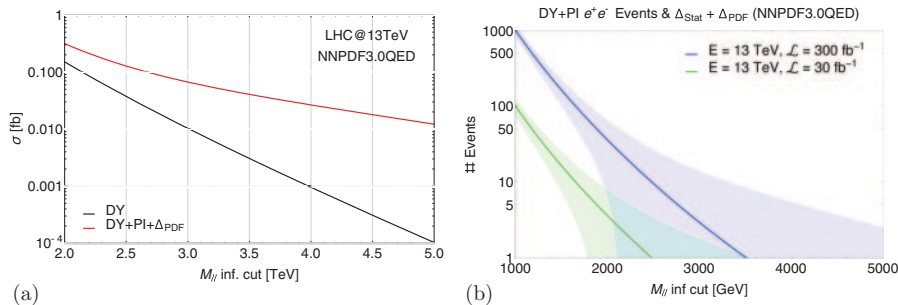 1
0.100
0.010
0.001
10⁻⁴
σ [fb]
LHC@13TeV
NNPDF3.0QED
DY
DY+PI+Δ_PDF
2.0 2.5 3.0 3.5 4.0 4.5 5.0
M_ll inf. cut [TeV]
(a)
DY+PI e⁺e⁻ Events & Δ_Stat + Δ_PDF (NNPDF3.0QED)
1000
500
100
50
10
5
1
# Events
E = 13 TeV, ℒ = 300 fb⁻¹
E = 13 TeV, ℒ = 30 fb⁻¹
1000 2000 3000 4000 5000
M_ll inf cut [GeV]
(b)